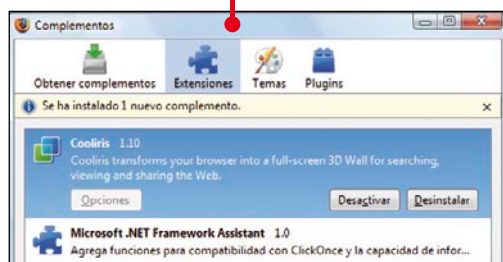 Complementos
Obtener complementos Extensiones Temas Plugins
Se ha instalado 1 nuevo complemento.
Cooliris 1.10
Cooliris transforms your browser into a full-screen 3D Wall for searching,
viewing and sharing the Web.
Opciones Desactivar Desinstalar
Microsoft .NET Framework Assistant 1.0
Agrega funciones para compatibilidad con ClickOnce y la capacidad de infor...